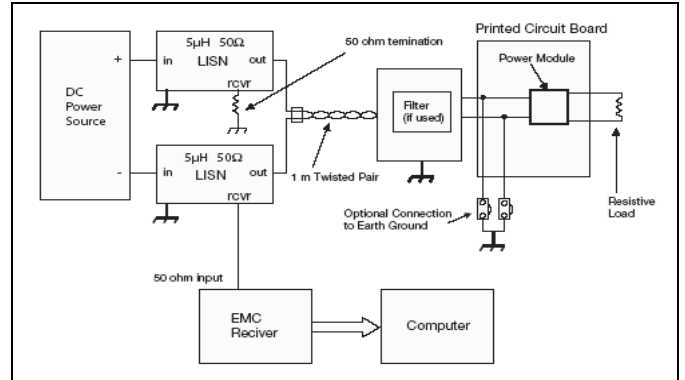 Printed Circuit Board
Power Module
50 ohm temination
5µH 50Ω
LISN
in
out
rcvr
+
DC
Power
Source
-
Filter
(if used)
1 m Twisted Pair
5µH 50Ω
LISN
in
out
rcvr
Optional Connection
to Earth Ground
Resistive
Load
50 ohm input
EMC
Reciver
Computer